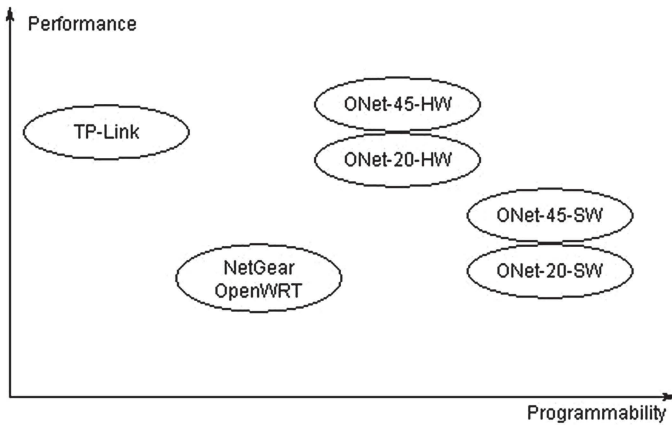 Performance
ONet-45-HW
TP-Link
ONet-20-HW
ONet-45-SW
NetGear
OpenWRT
ONet-20-SW
Programmability